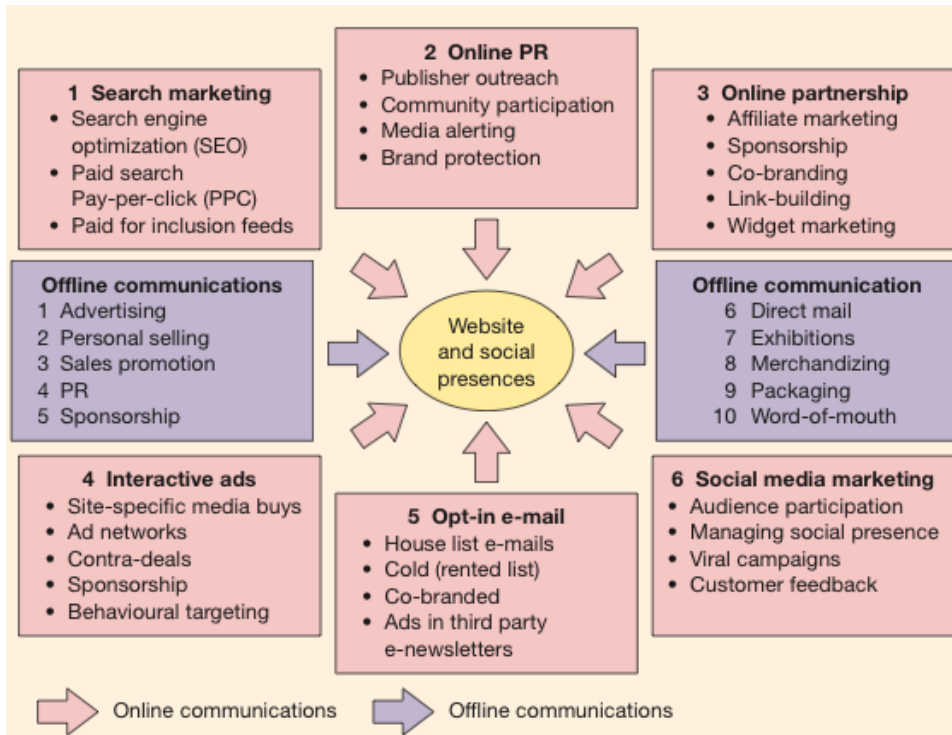 1 Search marketing
• Search engine
optimization (SEO)
• Paid search
Pay-per-click (PPC)
• Paid for inclusion feeds
2 Online PR
• Publisher outreach
• Community participation
• Media alerting
• Brand protection
3 Online partnership
• Affiliate marketing
• Sponsorship
• Co-branding
• Link-building
• Widget marketing
Offline communications
1 Advertising
2 Personal selling
3 Sales promotion
4 PR
5 Sponsorship
Website
and social
presences
Offline communication
6 Direct mail
7 Exhibitions
8 Merchandizing
9 Packaging
10 Word-of-mouth
4 Interactive ads
• Site-specific media buys
• Ad networks
• Contra-deals
• Sponsorship
• Behavioural targeting
5 Opt-in e-mail
• House list e-mails
• Cold (rented list)
• Co-branded
• Ads in third party
e-newsletters
6 Social media marketing
• Audience participation
• Managing social presence
• Viral campaigns
• Customer feedback
Online communications
Offline communications